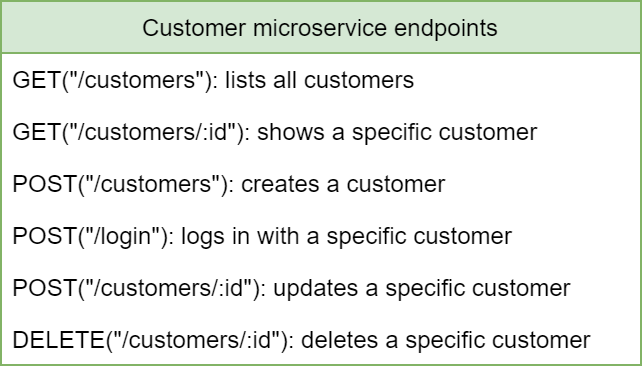 Customer microservice endpoints
GET("/customers"): lists all customers
GET("/customers/:id"): shows a specific customer
POST("/customers"): creates a customer
POST("/login"): logs in with a specific customer
POST("/customers/:id"): updates a specific customer
DELETE("/customers/:id"): deletes a specific customer